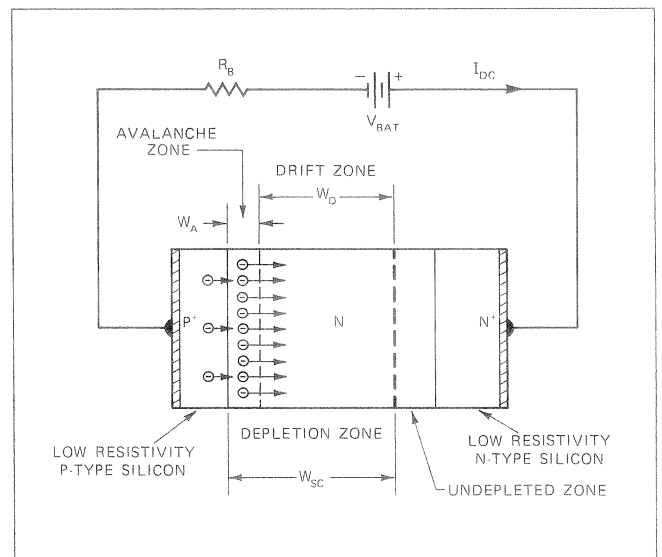 R_B
− +
V_BAT
I_DC
AVALANCHE
ZONE
DRIFT ZONE
W_D
W_A
P⁺
N
N⁺
DEPLETION ZONE
LOW RESISTIVITY
P-TYPE SILICON
LOW RESISTIVITY
N-TYPE SILICON
W_SC
UNDEPLETED ZONE